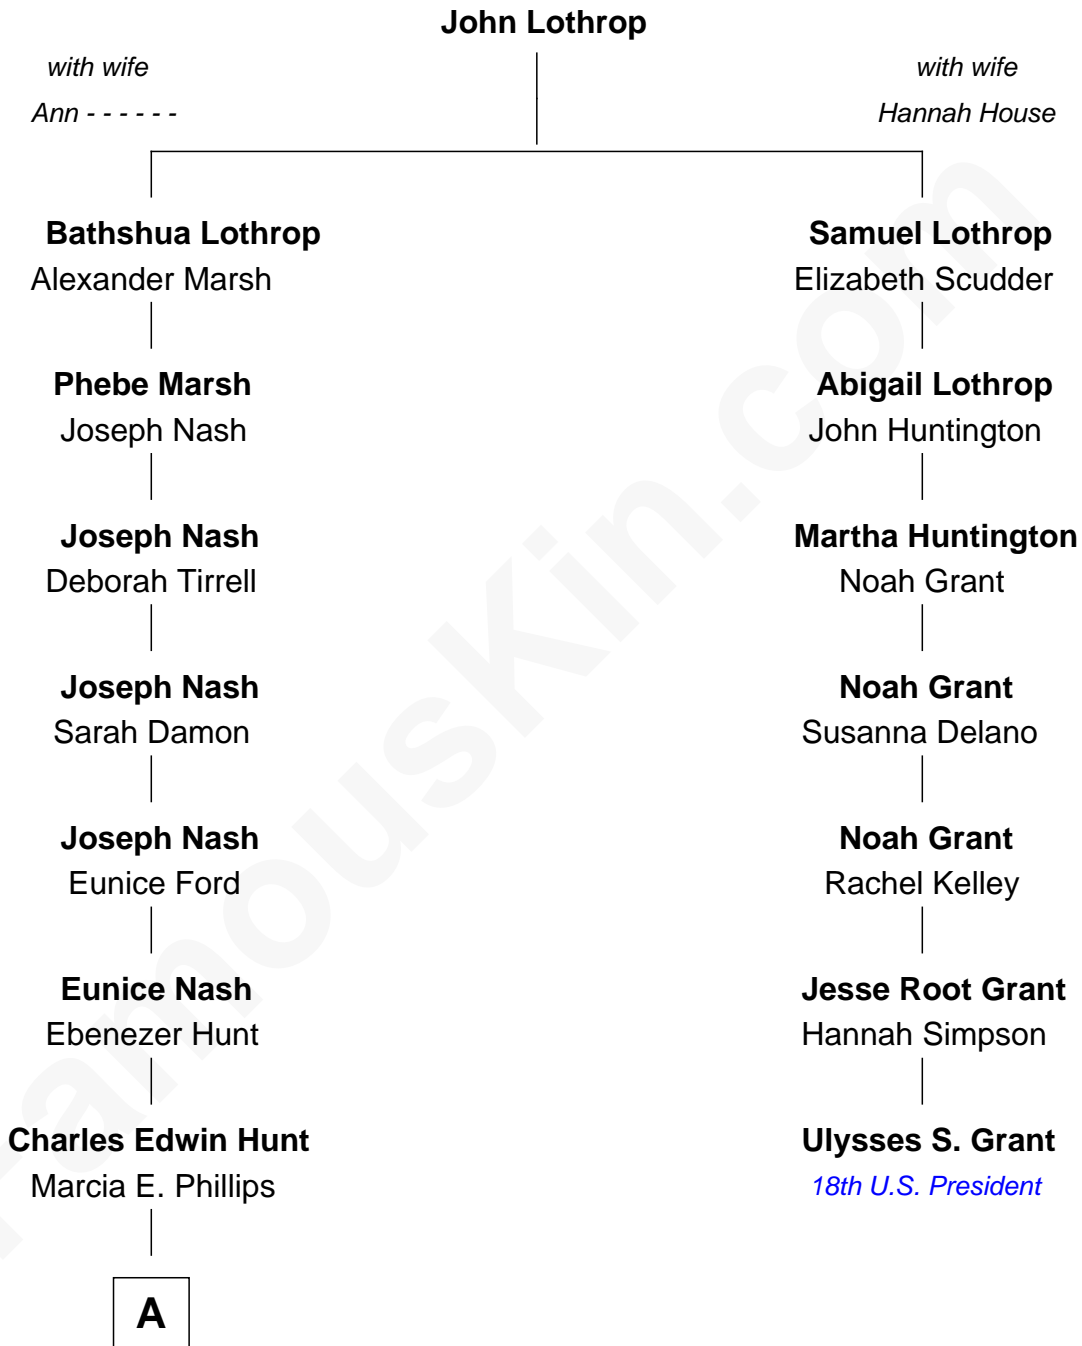 John Lothrop
with wife
Ann - - - - - -
with wife
Hannah House
Bathshua Lothrop
Alexander Marsh
Samuel Lothrop
Elizabeth Scudder
Phebe Marsh
Joseph Nash
Abigail Lothrop
John Huntington
Joseph Nash
Deborah Tirrell
Martha Huntington
Noah Grant
Joseph Nash
Sarah Damon
Noah Grant
Susanna Delano
Joseph Nash
Eunice Ford
Noah Grant
Rachel Kelley
Eunice Nash
Ebenezer Hunt
Jesse Root Grant
Hannah Simpson
Charles Edwin Hunt
Marcia E. Phillips
Ulysses S. Grant
18th U.S. President
A
FamousKin.com